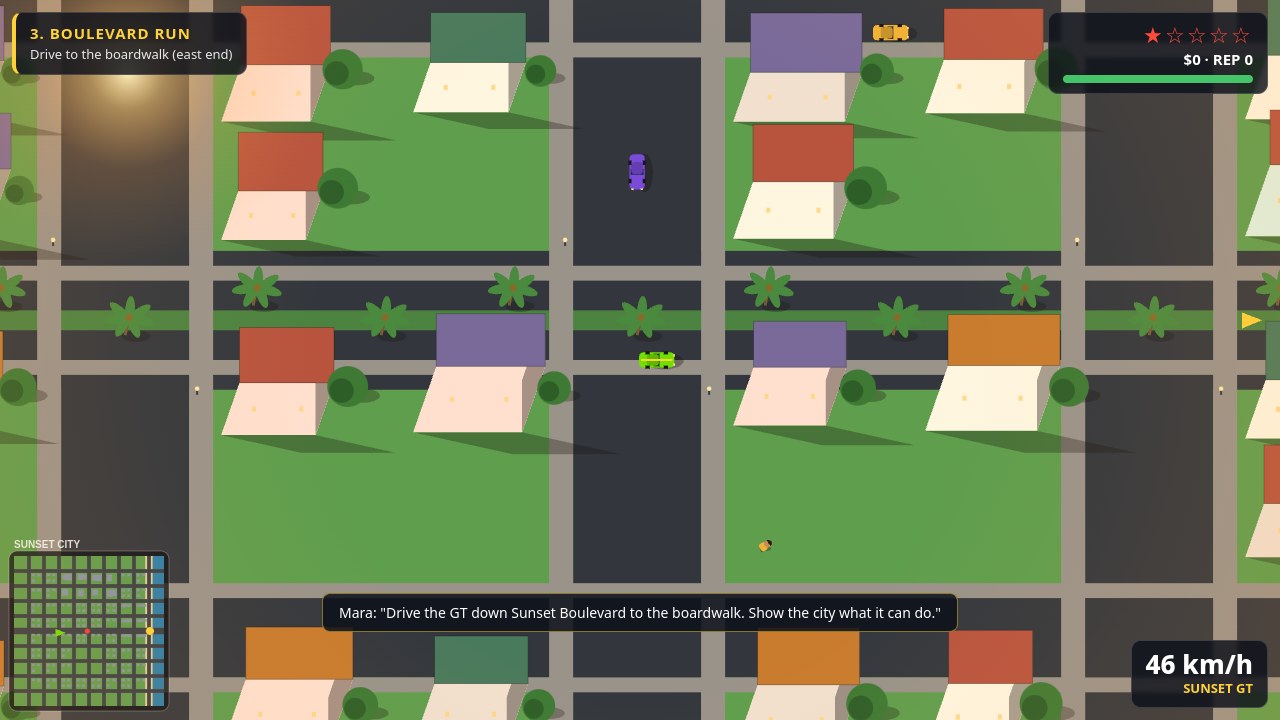 3. BOULEVARD RUN
Drive to the boardwalk (east end)
★☆☆☆☆
$0 · REP 0
SUNSET CITY
Mara: "Drive the GT down Sunset Boulevard to the boardwalk. Show the city what it can do."
46 km/h
SUNSET GT